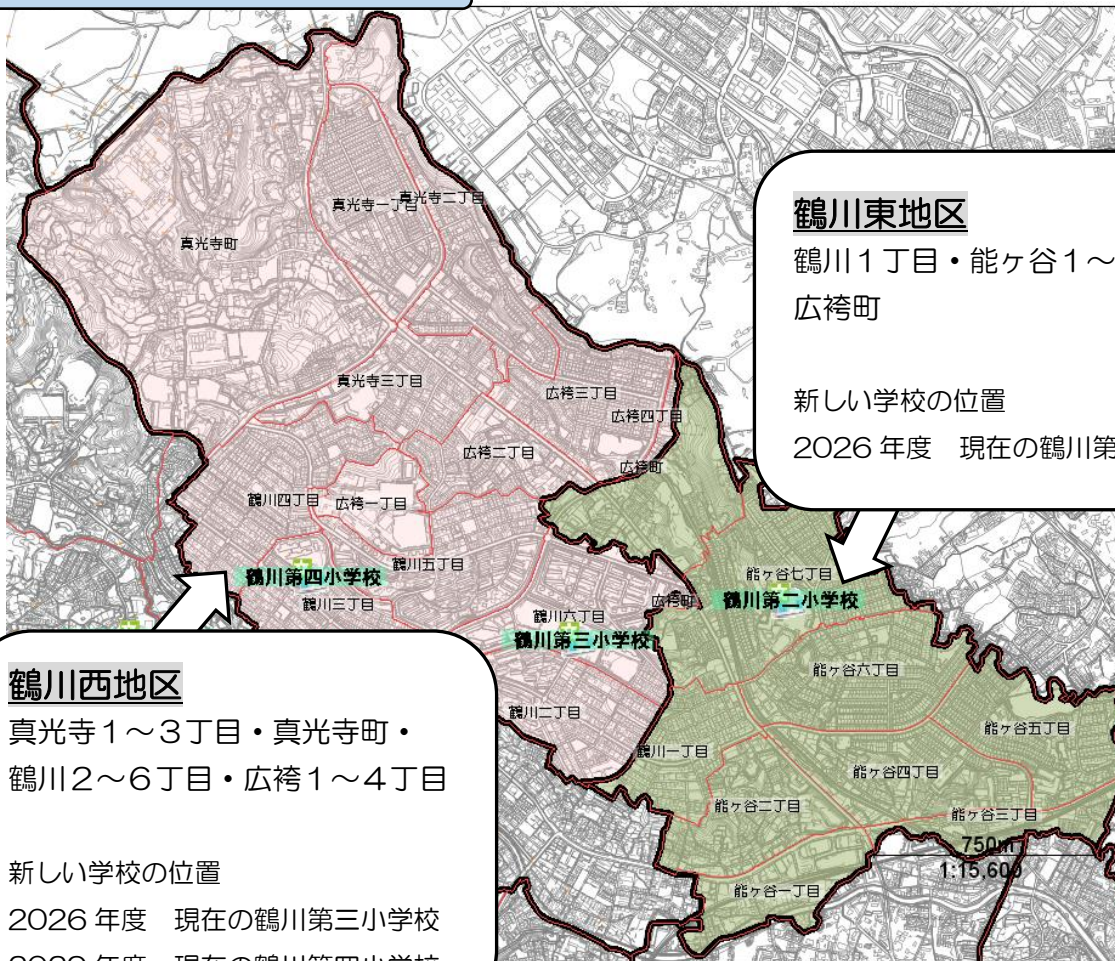 真光寺一丁目
真光寺二丁目
真光寺町
真光寺三丁目
広袴三丁目
広袴四丁目
広袴二丁目
広袴町
鶴川四丁目
広袴一丁目
鶴川五丁目
鶴川第四小学校
鶴川三丁目
鶴川六丁目
鶴川第三小学校
広袴町
能ヶ谷七丁目
鶴川第二小学校
能ヶ谷六丁目
鶴川二丁目
鶴川一丁目
能ヶ谷五丁目
能ヶ谷四丁目
能ヶ谷二丁目
能ヶ谷三丁目
能ヶ谷一丁目
750m
1:15,600
鶴川東地区
鶴川1丁目・能ヶ谷1～
広袴町
新しい学校の位置
2026年度 現在の鶴川第
鶴川西地区
真光寺1～3丁目・真光寺町・
鶴川2～6丁目・広袴1～4丁目
新しい学校の位置
2026年度 現在の鶴川第三小学校